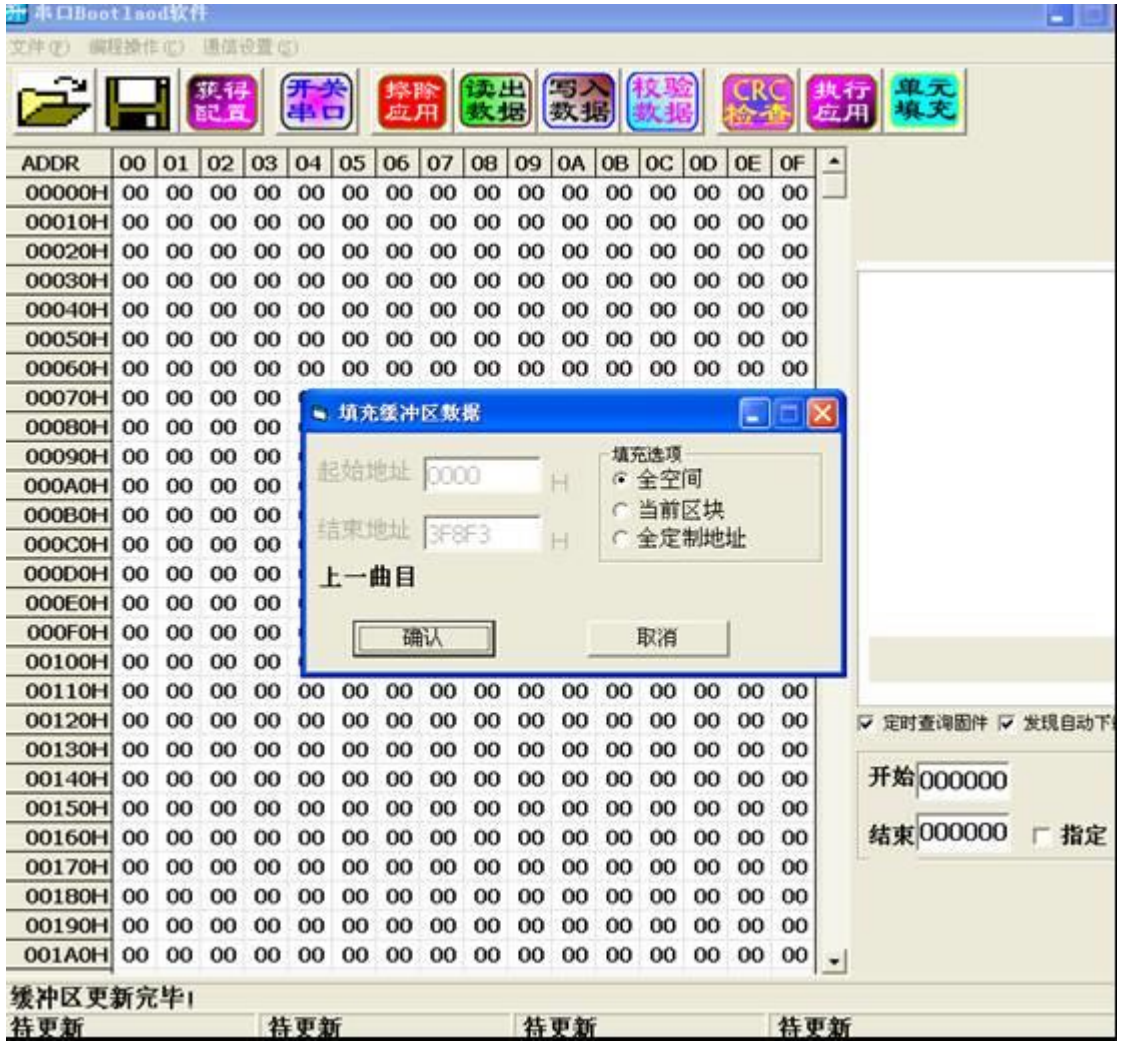 串口Bootlaod软件
文件(F) 编程操作(C) 通信设置(S)
获得配置 开关串口 擦除应用 读出数据 写入数据 校验数据 CRC检查 执行应用 单元填充
ADDR 00 01 02 03 04 05 06 07 08 09 0A 0B 0C 0D 0E 0F
00000H 00 00 00 00 00 00 00 00 00 00 00 00 00 00 00 00
00010H 00 00 00 00 00 00 00 00 00 00 00 00 00 00 00 00
00020H 00 00 00 00 00 00 00 00 00 00 00 00 00 00 00 00
00030H 00 00 00 00 00 00 00 00 00 00 00 00 00 00 00 00
00040H 00 00 00 00 00 00 00 00 00 00 00 00 00 00 00 00
00050H 00 00 00 00 00 00 00 00 00 00 00 00 00 00 00 00
00060H 00 00 00 00 00 00 00 00 00 00 00 00 00 00 00 00
00070H 00 00 00 00
00080H 00 00 00 00
00090H 00 00 00 00
000A0H 00 00 00 00
000B0H 00 00 00 00
000C0H 00 00 00 00
000D0H 00 00 00 00
000E0H 00 00 00 00
000F0H 00 00 00 00
00100H 00 00 00 00
00110H 00 00 00 00 00 00 00 00 00 00 00 00 00 00 00 00
00120H 00 00 00 00 00 00 00 00 00 00 00 00 00 00 00 00
00130H 00 00 00 00 00 00 00 00 00 00 00 00 00 00 00 00
00140H 00 00 00 00 00 00 00 00 00 00 00 00 00 00 00 00
00150H 00 00 00 00 00 00 00 00 00 00 00 00 00 00 00 00
00160H 00 00 00 00 00 00 00 00 00 00 00 00 00 00 00 00
00170H 00 00 00 00 00 00 00 00 00 00 00 00 00 00 00 00
00180H 00 00 00 00 00 00 00 00 00 00 00 00 00 00 00 00
00190H 00 00 00 00 00 00 00 00 00 00 00 00 00 00 00 00
001A0H 00 00 00 00 00 00 00 00 00 00 00 00 00 00 00 00
填充缓冲区数据
起始地址 0000 H
结束地址 3F8F3 H
上一曲目
填充选项
全空间
当前区块
全定制地址
确认 取消
定时查询固件 发现自动下
开始 000000
结束 000000 指定
缓冲区更新完毕!
待更新 待更新 待更新 待更新